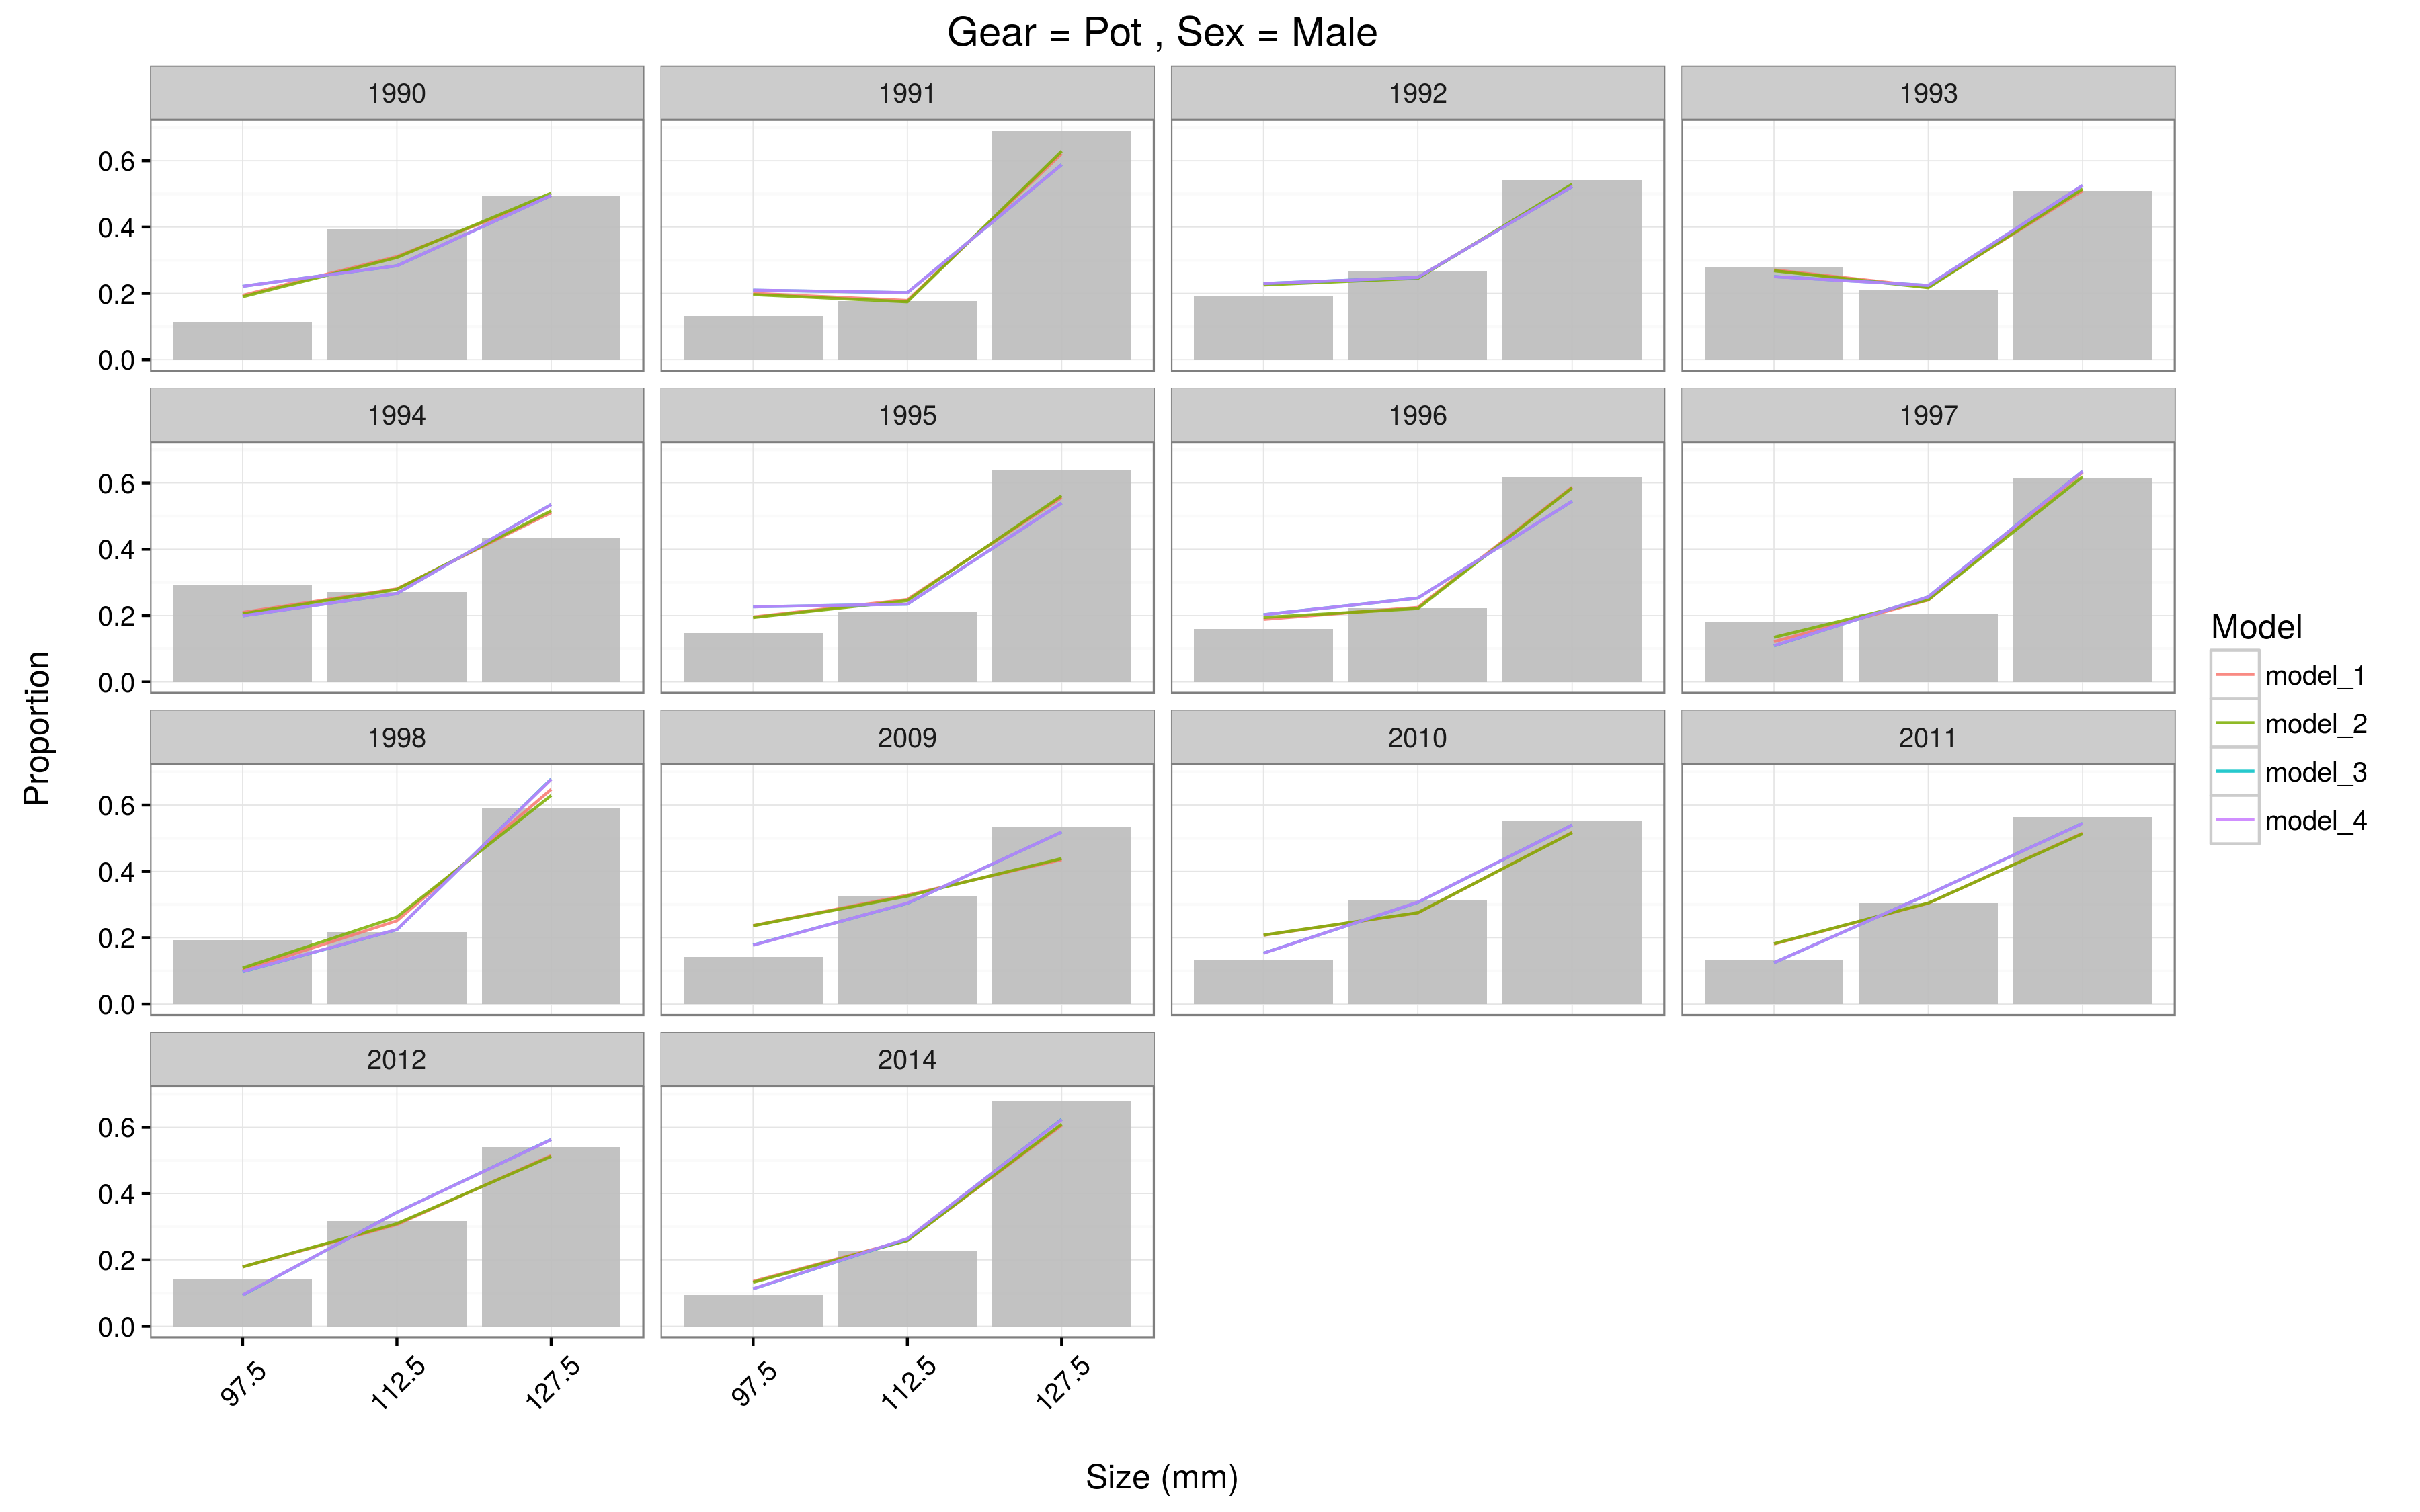 Gear = Pot , Sex = Male
1990 1991 1992 1993
0.6
0.4
0.2
0.0
1994 1995 1996 1997
0.6
0.4
0.2
0.0
1998 2009 2010 2011
0.6
0.4
0.2
0.0
2012 2014
0.6
0.4
0.2
0.0
97.5 112.5 127.5 97.5 112.5 127.5
Size (mm)
Proportion
Model
model_1
model_2
model_3
model_4